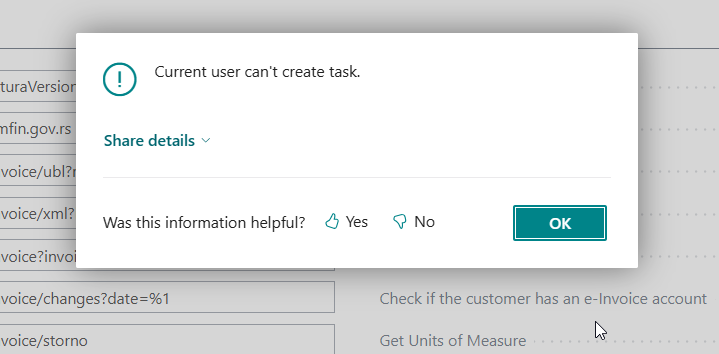 Current user can't create task.
Share details
Was this information helpful? Yes No
OK
turaVersion
mfin.gov.rs
voice/ubl?
voice/xml?
voice?invoi
voice/changes?date=%1
Check if the customer has an e-Invoice account
voice/storno
Get Units of Measure